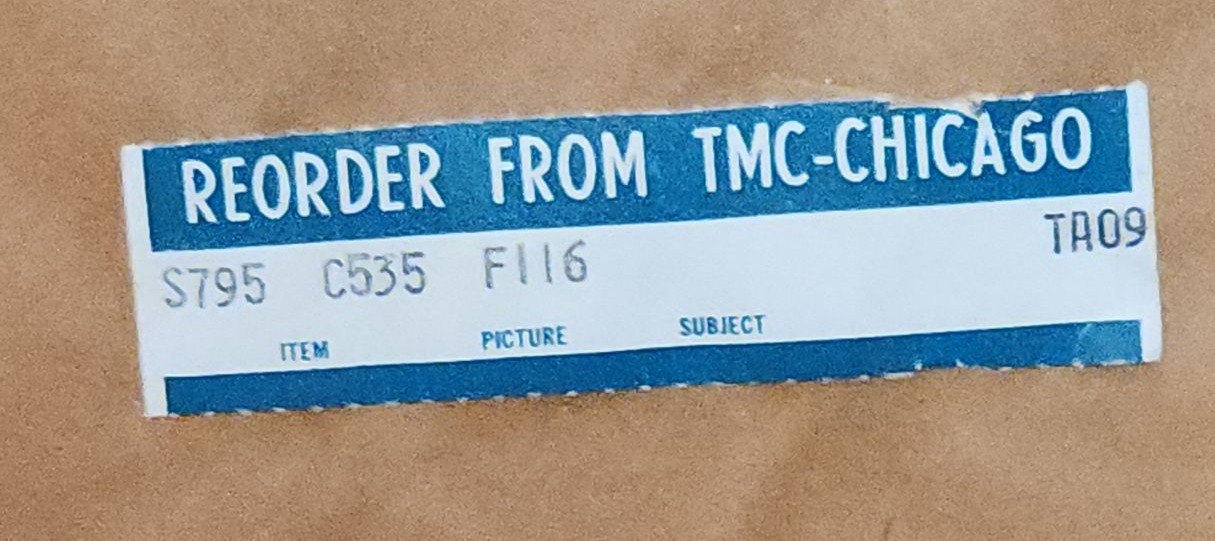 REORDER FROM TMC-CHICAGO
S795 C535 F116 TA09
ITEM PICTURE SUBJECT